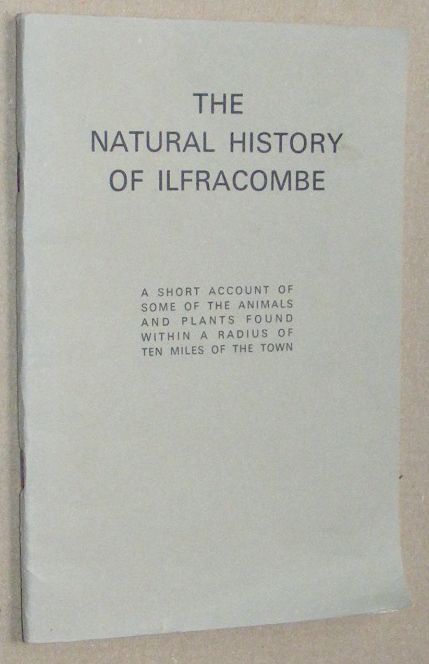 THE
NATURAL HISTORY
OF ILFRACOMBE
A SHORT ACCOUNT OF
SOME OF THE ANIMALS
AND PLANTS FOUND
WITHIN A RADIUS OF
TEN MILES OF THE TOWN